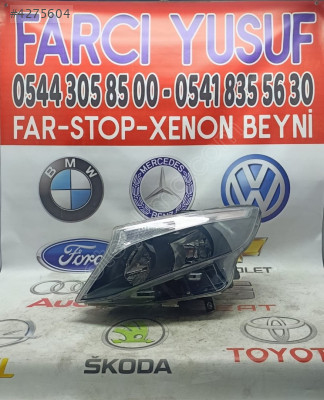 #4275604
FARCI YUSUF
0544 305 85 00 - 0541 835 56 30
FAR-STOP-XENON BEYNİ
BMW
MERCEDES
BENZ
Ford
ŠKODA
TOYOTA